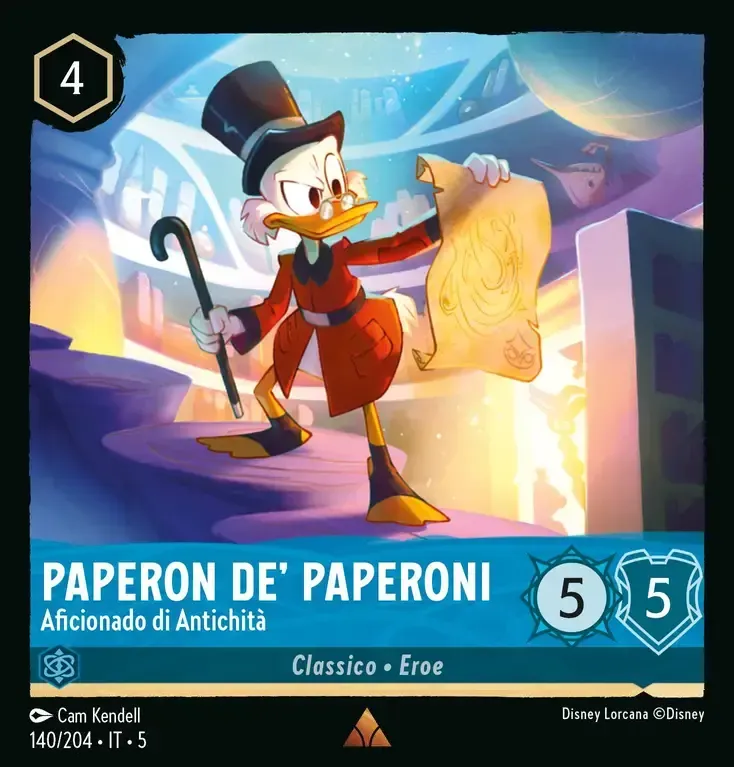 4
PAPERON DE' PAPERONI
Aficionado di Antichità
5
5
Classico • Eroe
Cam Kendell
Disney Lorcana ©Disney
140/204 • IT • 5